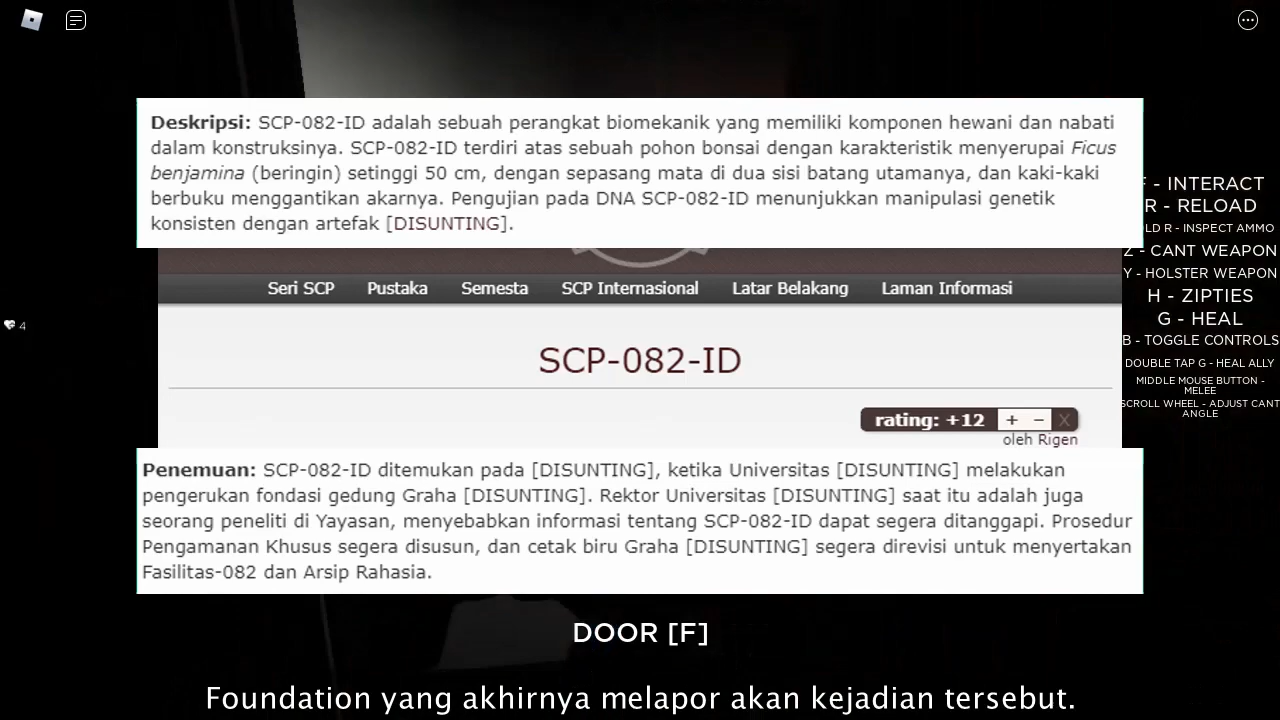 Deskripsi: SCP-082-ID adalah sebuah perangkat biomekanik yang memiliki komponen hewani dan nabati
dalam konstruksinya. SCP-082-ID terdiri atas sebuah pohon bonsai dengan karakteristik menyerupai Ficus
benjamina (beringin) setinggi 50 cm, dengan sepasang mata di dua sisi batang utamanya, dan kaki-kaki
berbuku menggantikan akarnya. Pengujian pada DNA SCP-082-ID menunjukkan manipulasi genetik
konsisten dengan artefak [DISUNTING].
Seri SCP Pustaka Semesta SCP Internasional Latar Belakang Laman Informasi
SCP-082-ID
rating: +12 + − X
oleh Rigen
Penemuan: SCP-082-ID ditemukan pada [DISUNTING], ketika Universitas [DISUNTING] melakukan
pengerukan fondasi gedung Graha [DISUNTING]. Rektor Universitas [DISUNTING] saat itu adalah juga
seorang peneliti di Yayasan, menyebabkan informasi tentang SCP-082-ID dapat segera ditanggapi. Prosedur
Pengamanan Khusus segera disusun, dan cetak biru Graha [DISUNTING] segera direvisi untuk menyertakan
Fasilitas-082 dan Arsip Rahasia.
4
F - INTERACT
R - RELOAD
LD R - INSPECT AMMO
Z - CANT WEAPON
Y - HOLSTER WEAPON
H - ZIPTIES
G - HEAL
B - TOGGLE CONTROLS
DOUBLE TAP G - HEAL ALLY
MIDDLE MOUSE BUTTON -
MELEE
SCROLL WHEEL - ADJUST CANT
ANGLE
DOOR [F]
Foundation yang akhirnya melapor akan kejadian tersebut.